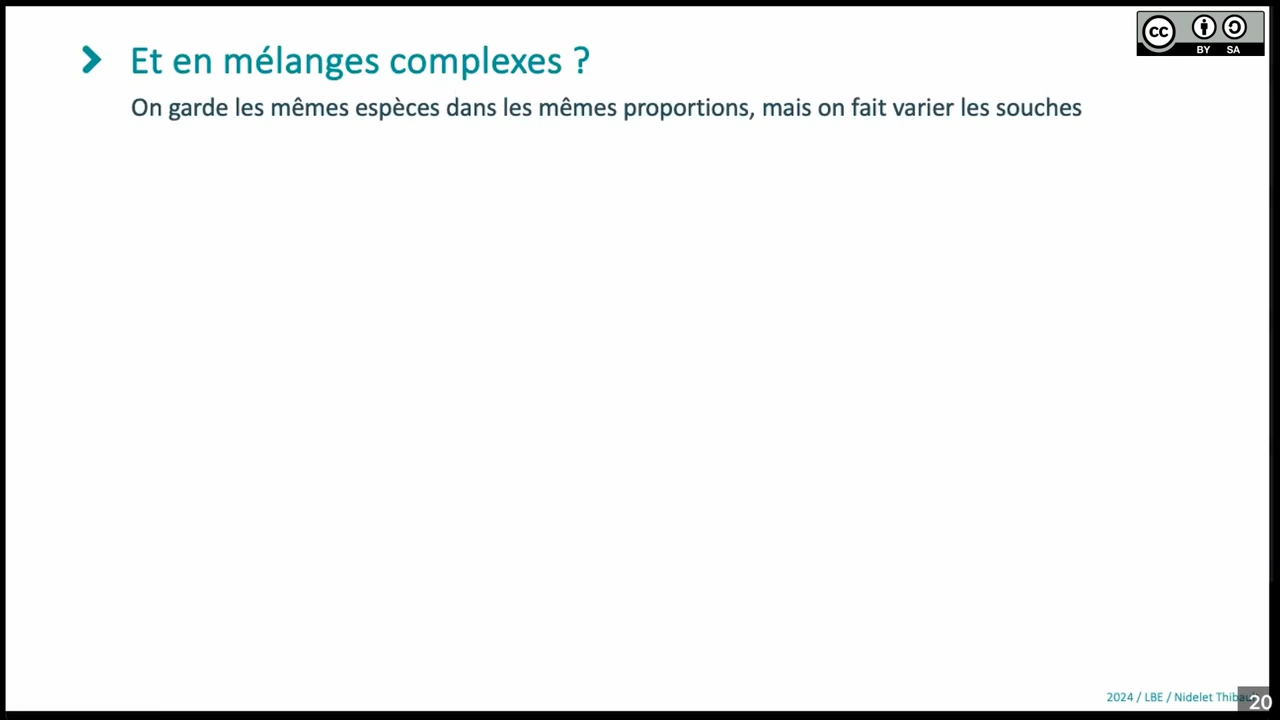 Et en mélanges complexes ?
On garde les mêmes espèces dans les mêmes proportions, mais on fait varier les souches
cc
BY SA
2024 / LBE / Nidelet
20